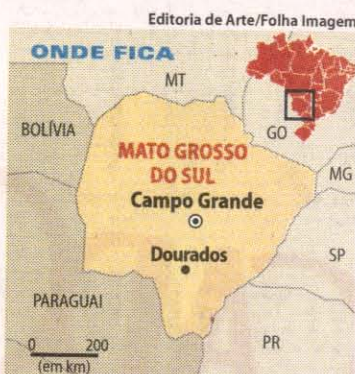 Editoria de Arte/Folha Imagem
ONDE FICA
MT
GO
BOLÍVIA
MATO GROSSO
DO SUL
MG
Campo Grande
Dourados
SP
PARAGUAI
0 200
(em km)
PR